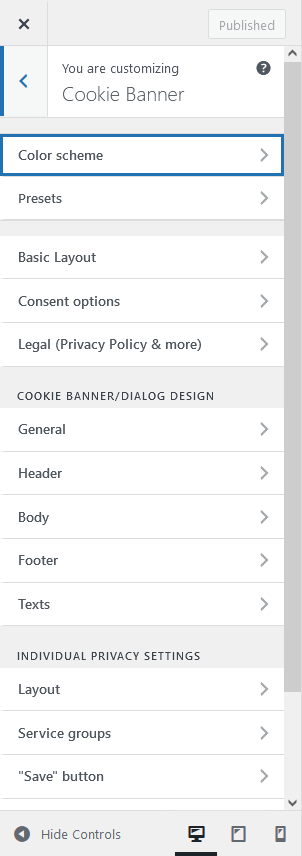 Published
You are customizing
Cookie Banner
Color scheme
Presets
Basic Layout
Consent options
Legal (Privacy Policy & more)
COOKIE BANNER/DIALOG DESIGN
General
Header
Body
Footer
Texts
INDIVIDUAL PRIVACY SETTINGS
Layout
Service groups
"Save" button
Hide Controls